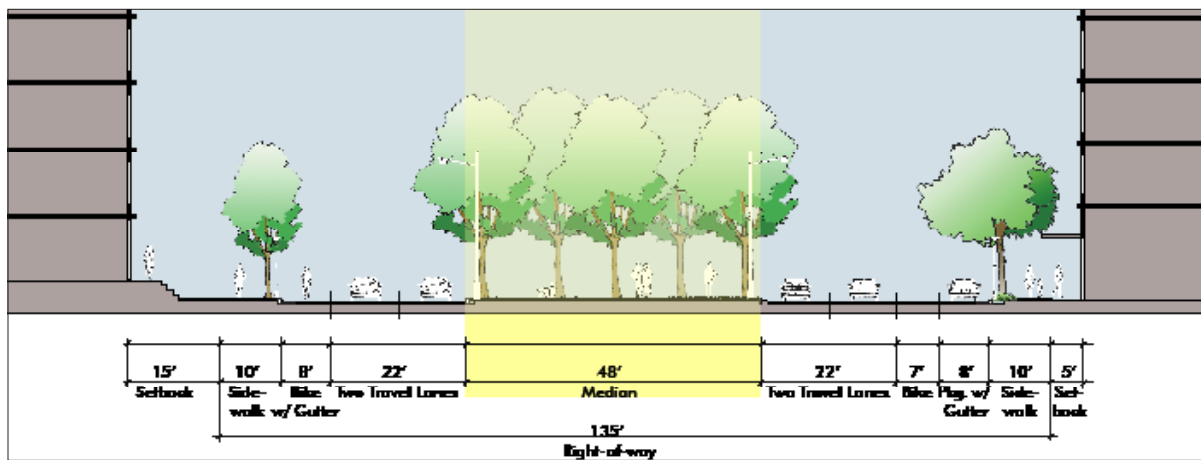 15' 10' 8' 22' 48' 22' 7' 8' 10' 5'
Setback Side- Bike Two Travel Lanes Median Two Travel Lanes Bike Pkg. w/ Side- Set-
walk w/ Gutter Gutter walk back
135'
Right-of-way